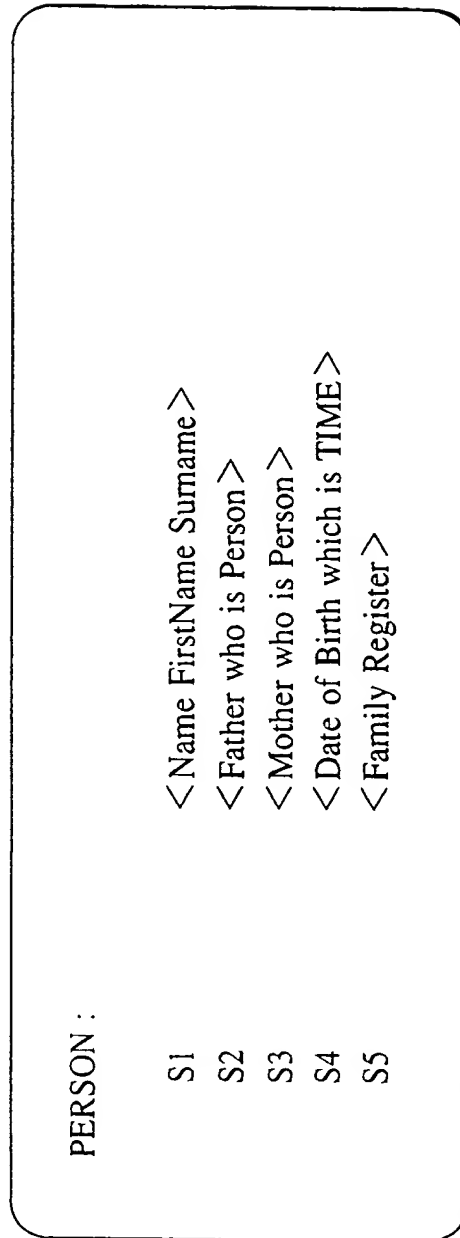 PERSON :
S1 <Name FirstName Surname>
S2 <Father who is Person>
S3 <Mother who is Person>
S4 <Date of Birth which is TIME>
S5 <Family Register>